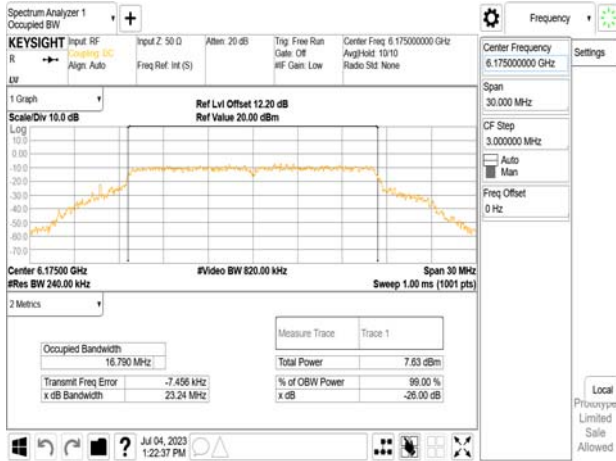 Spectrum Analyzer 1
Occupied BW
+
Frequency
KEYSIGHT
R
LXI
Input: RF
Coupling: DC
Align: Auto
Input Z: 50 Ω
Freq Ref: Int (S)
Atten: 20 dB
Trig: Free Run
Gate: Off
#IF Gain: Low
Center Freq: 6.175000000 GHz
Avg|Hold: 10/10
Radio Std: None
Center Frequency
6.175000000 GHz
Settings
Span
30.000 MHz
CF Step
3.000000 MHz
Auto
Man
Freq Offset
0 Hz
1 Graph
Scale/Div 10.0 dB
Ref Lvl Offset 12.20 dB
Ref Value 20.00 dBm
Log
10.0
0.00
-10.0
-20.0
-30.0
-40.0
-50.0
-60.0
-70.0
Center 6.17500 GHz
#Res BW 240.00 kHz
#Video BW 820.00 kHz
Span 30 MHz
Sweep 1.00 ms (1001 pts)
2 Metrics
Measure Trace Trace 1
Occupied Bandwidth
16.790 MHz
Total Power 7.63 dBm
Transmit Freq Error -7.456 kHz
% of OBW Power 99.00 %
x dB Bandwidth 23.24 MHz
x dB -26.00 dB
Local
Prototype
Limited
Sale
Allowed
?
Jul 04, 2023
1:22:37 PM